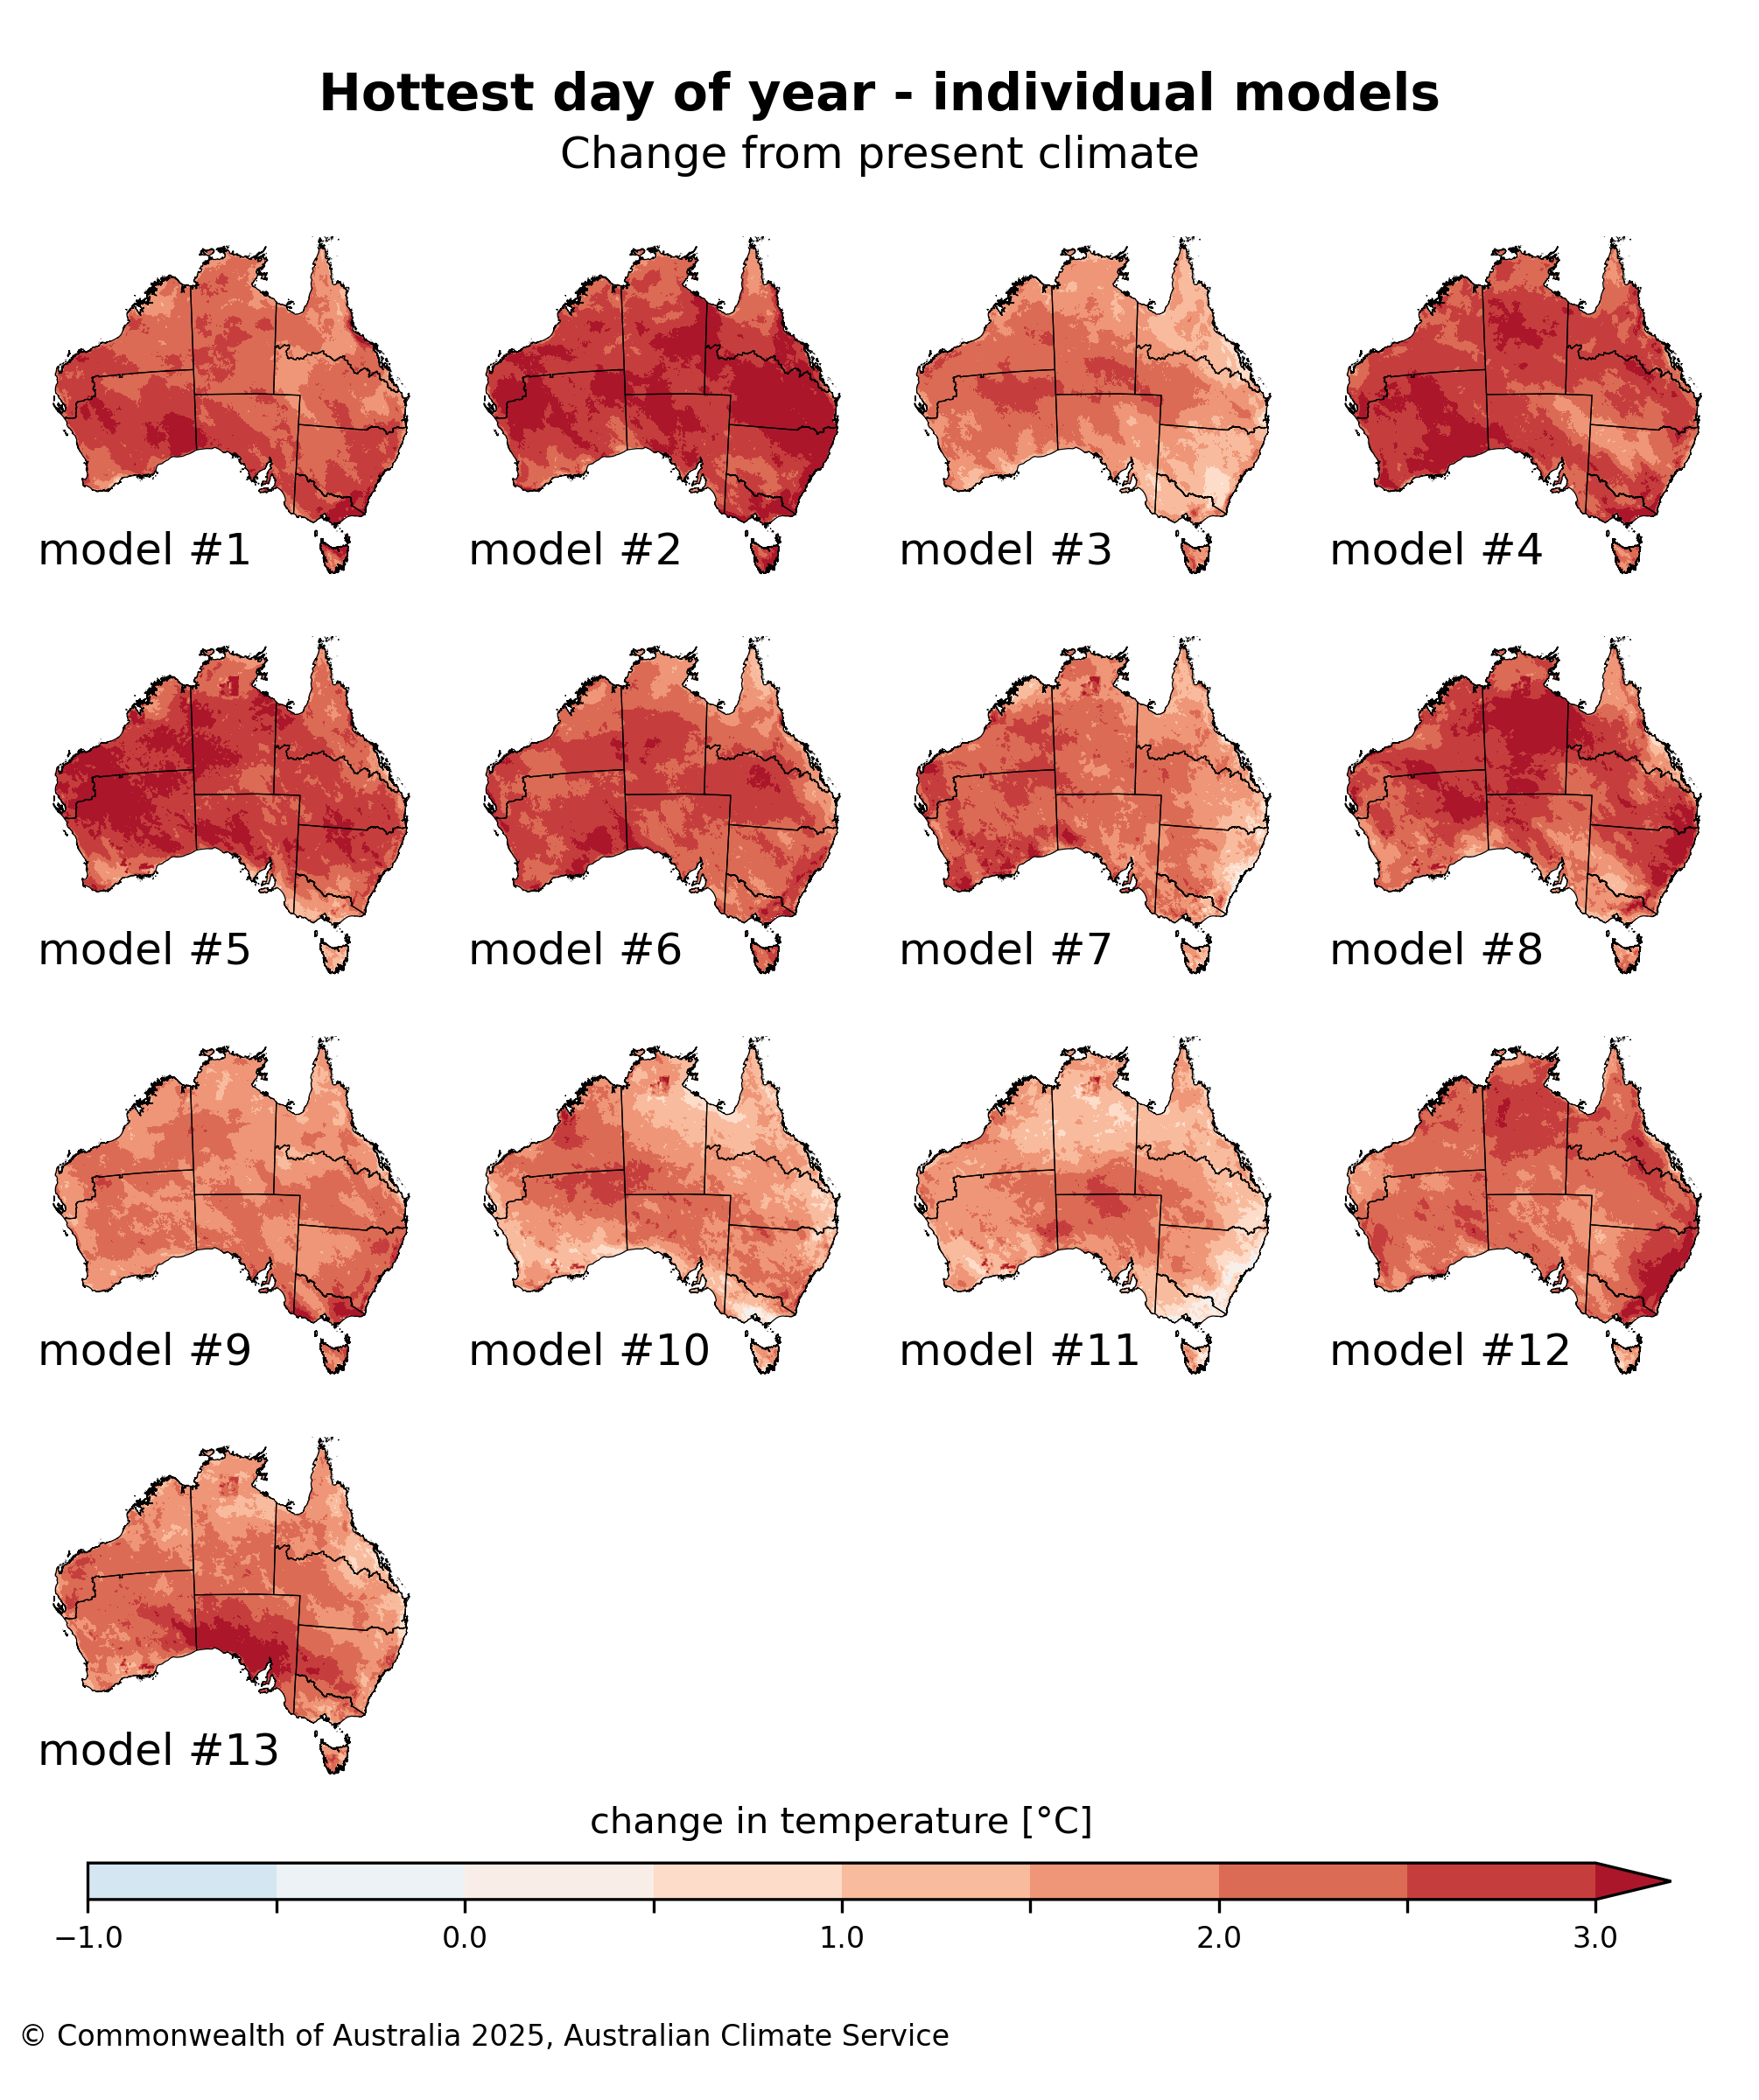 Hottest day of year - individual models
Change from present climate
model #1
model #2
model #3
model #4
model #5
model #6
model #7
model #8
model #9
model #10
model #11
model #12
model #13
change in temperature [°C]
−1.0 0.0 1.0 2.0 3.0
© Commonwealth of Australia 2025, Australian Climate Service